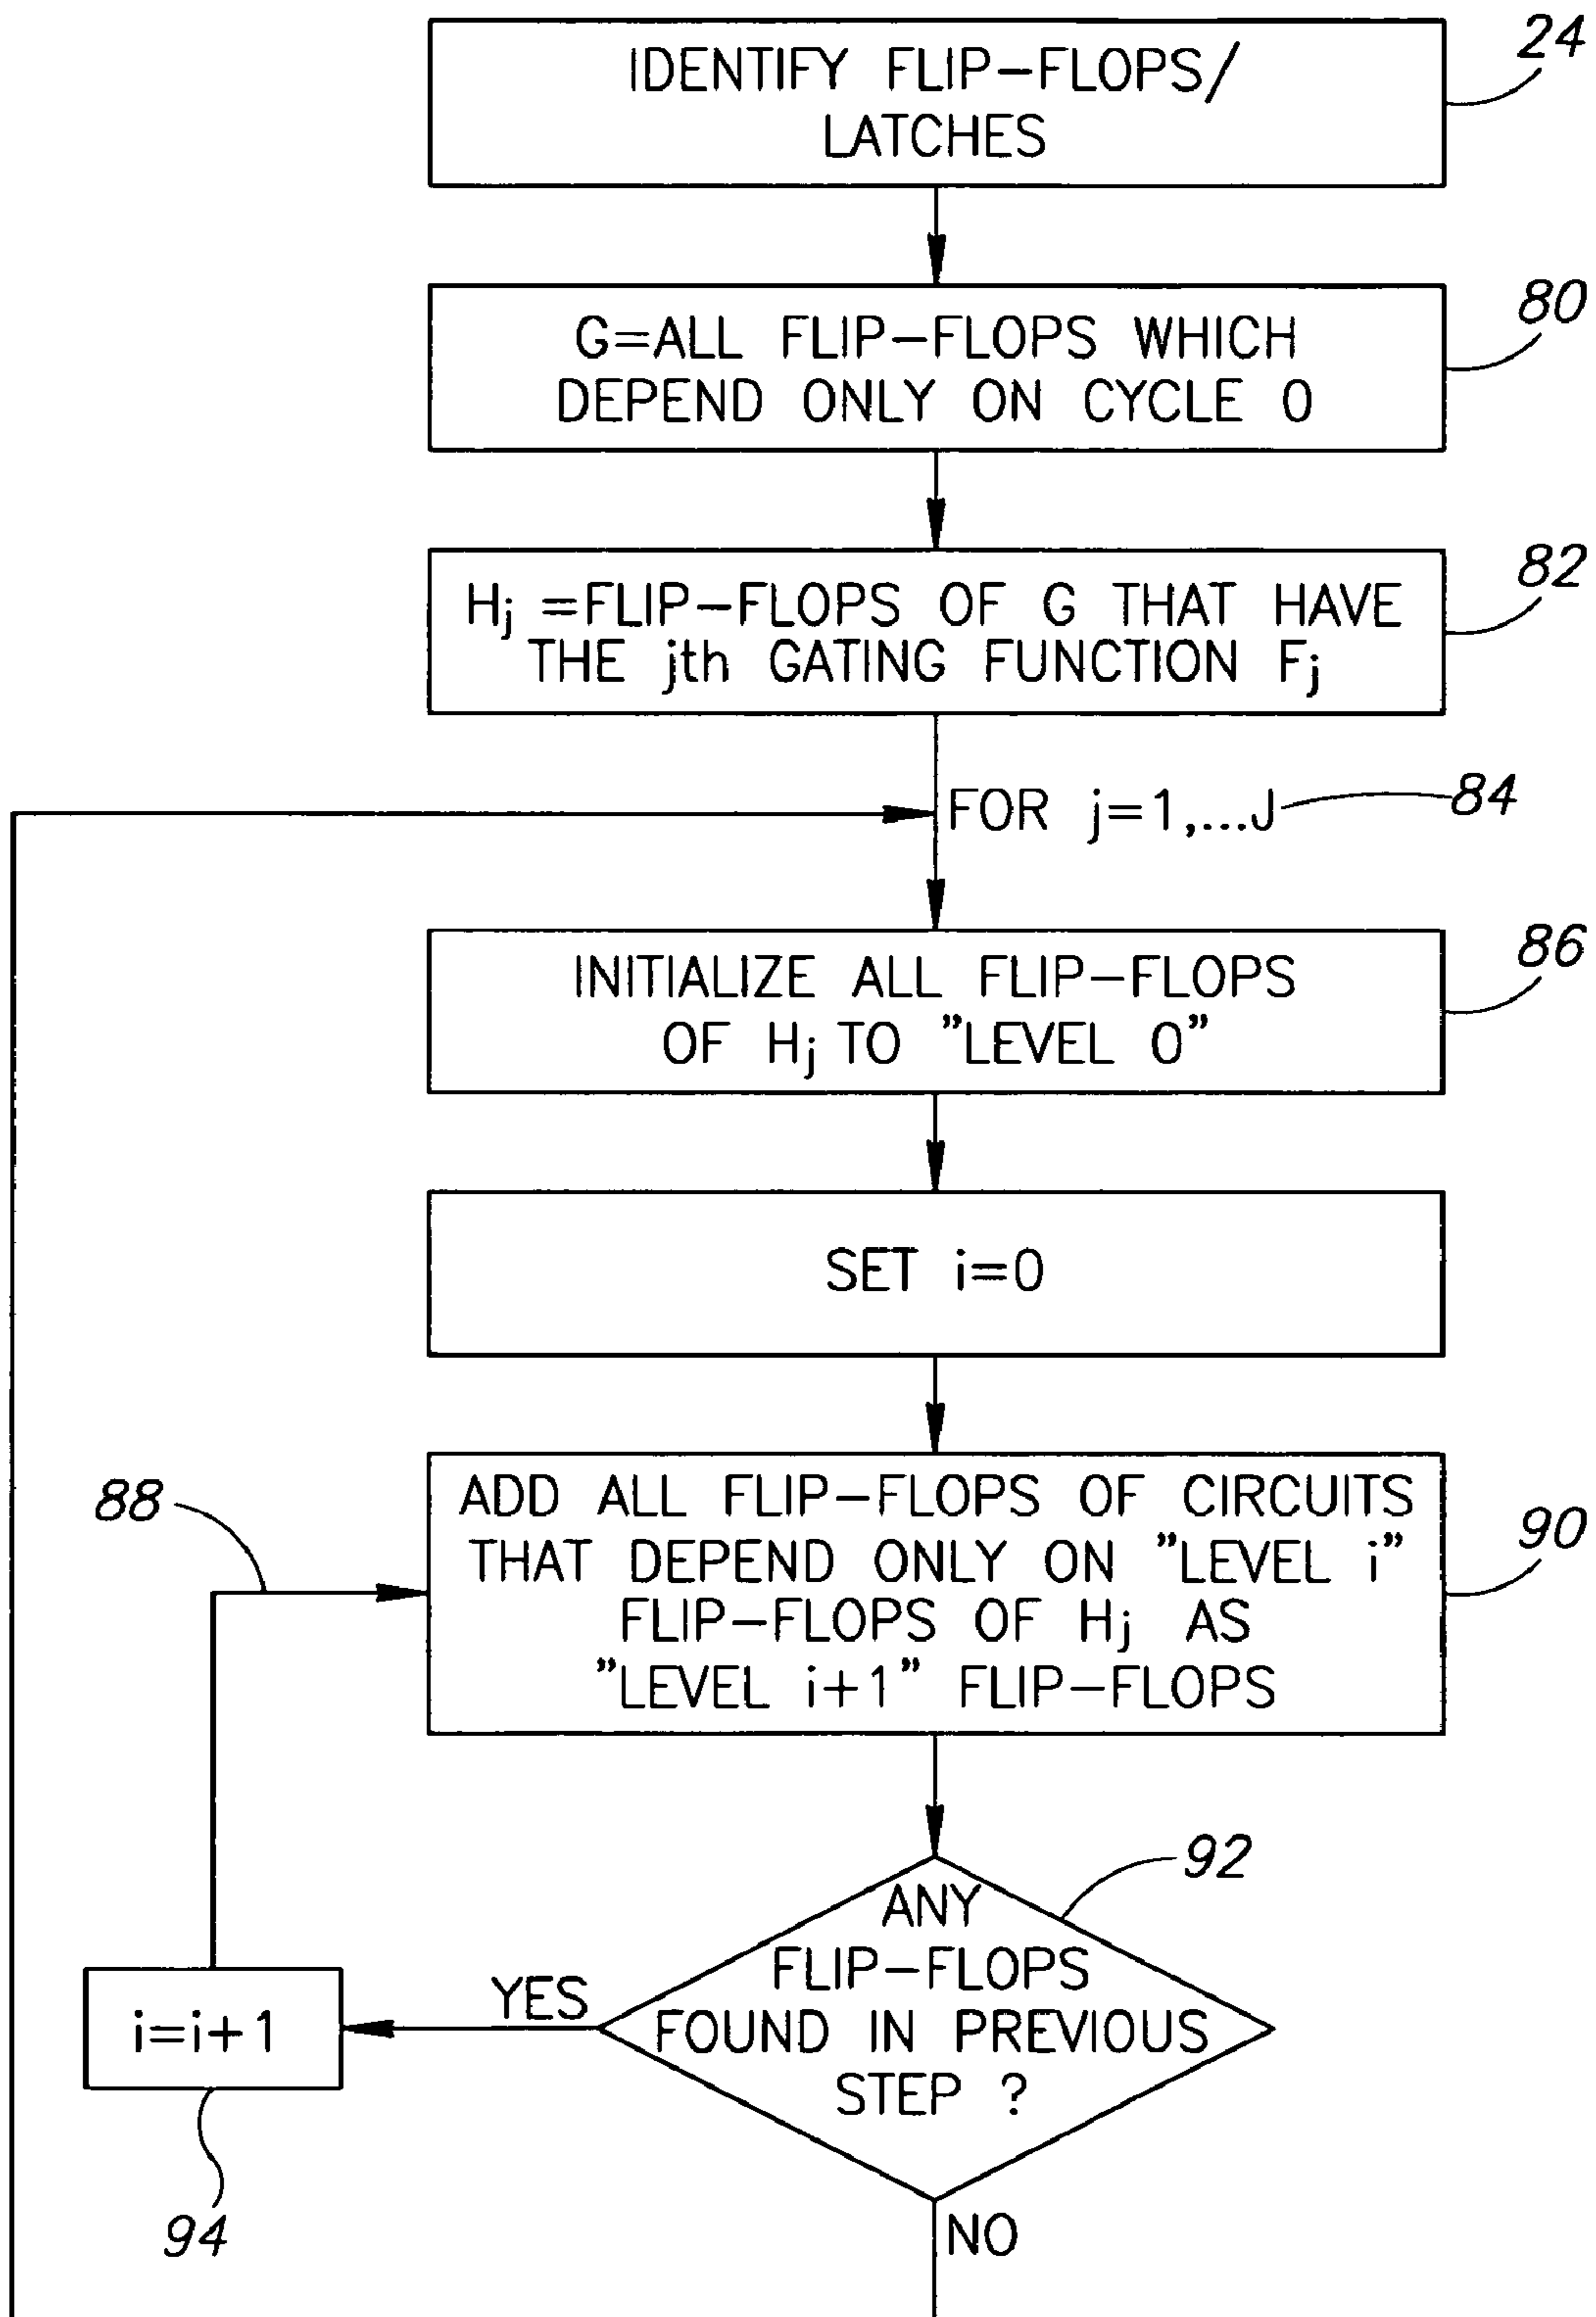 24
IDENTIFY FLIP-FLOPS/
LATCHES
80
G=ALL FLIP-FLOPS WHICH
DEPEND ONLY ON CYCLE 0
82
Hj =FLIP-FLOPS OF G THAT HAVE
THE jth GATING FUNCTION Fj
FOR j=1,...J
84
86
INITIALIZE ALL FLIP-FLOPS
OF Hj TO "LEVEL 0"
SET i=0
88
90
ADD ALL FLIP-FLOPS OF CIRCUITS
THAT DEPEND ONLY ON "LEVEL i"
FLIP-FLOPS OF Hj AS
"LEVEL i+1" FLIP-FLOPS
92
ANY
FLIP-FLOPS
FOUND IN PREVIOUS
STEP ?
YES
i=i+1
94
NO